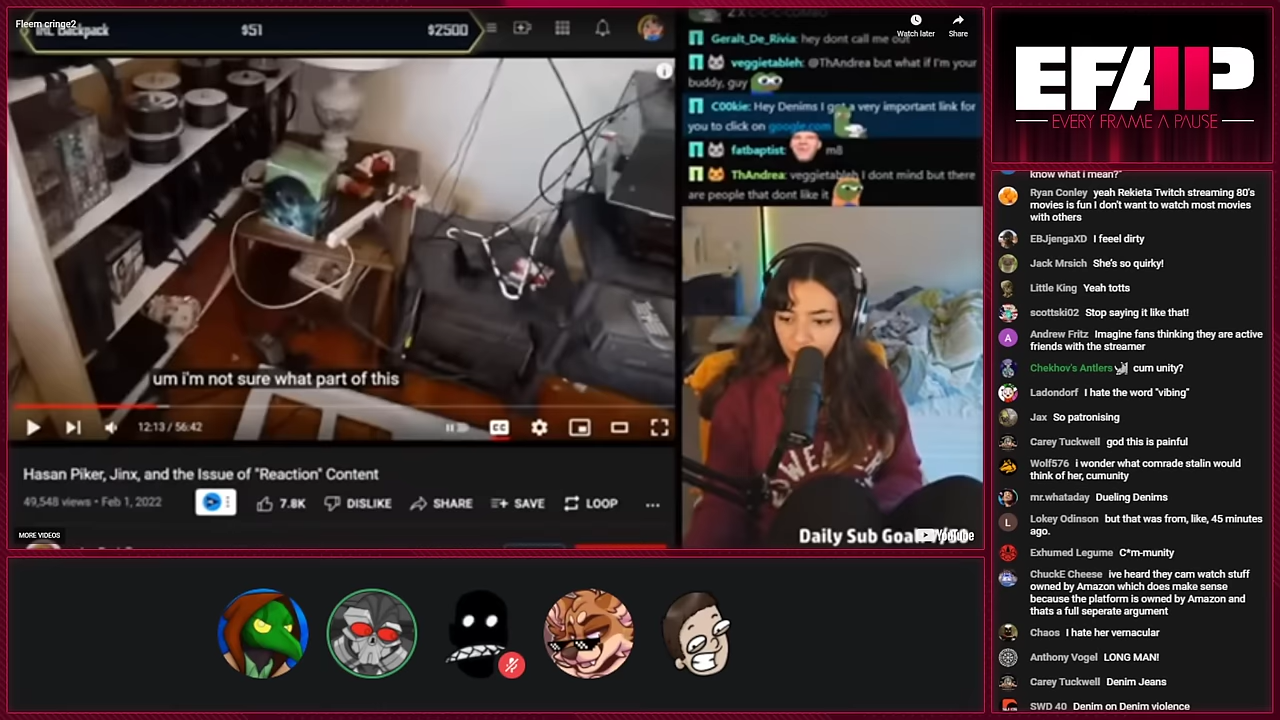 Fleem cringe2
Backpack
$51
$2500
Watch later
Share
Geralt_De_Rivia: hey dont call me out
veggietableh: @ThAndrea but what if I'm your
buddy, guy
C00kie: Hey Denims I got a very important link for
you to click on google.com
fatbaptist: m8
ThAndrea: veggietableh I dont mind but there
are people that dont like it
um i'm not sure what part of this
12:13 / 56:42
CC
Hasan Piker, Jinx, and the Issue of "Reaction" Content
49,548 views • Feb 1, 2022
7.8K
DISLIKE
SHARE
SAVE
LOOP
MORE VIDEOS
Daily Sub Goal
YouTube
EFAP
EVERY FRAME A PAUSE
know what i mean?"
Ryan Conley yeah Rekieta Twitch streaming 80's
movies is fun I don't want to watch most movies
with others
EBJjengaXD I feeel dirty
Jack Mrsich She's so quirky!
Little King Yeah totts
scottski02 Stop saying it like that!
A
Andrew Fritz Imagine fans thinking they are active
friends with the streamer
Chekhov's Antlers cum unity?
Ladondorf I hate the word "vibing"
Jax So patronising
Carey Tuckwell god this is painful
Wolf576 i wonder what comrade stalin would
think of her, cumunity
mr.whataday Dueling Denims
L
Lokey Odinson but that was from, like, 45 minutes
ago.
Exhumed Legume C*m-munity
ChuckE Cheese ive heard they cam watch stuff
owned by Amazon which does make sense
because the platform is owned by Amazon and
thats a full seperate argument
Chaos I hate her vernacular
Anthony Vogel LONG MAN!
Carey Tuckwell Denim Jeans
SWD 40 Denim on Denim violence